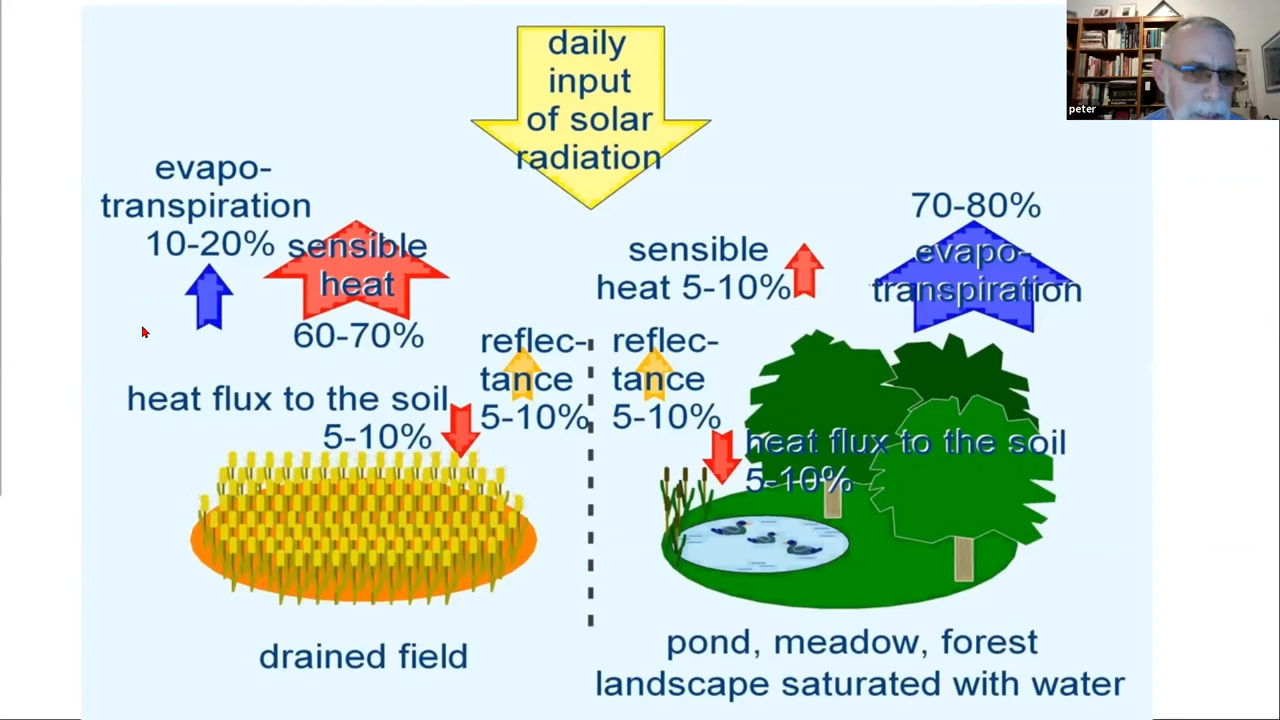 daily
input
of solar
radiation
peter
evapo-
transpiration
10-20%
sensible
heat
60-70%
heat flux to the soil
5-10%
reflec-
tance
5-10%
drained field
sensible
heat 5-10%
70-80%
evapo-
transpiration
reflec-
tance
5-10%
heat flux to the soil
5-10%
pond, meadow, forest
landscape saturated with water